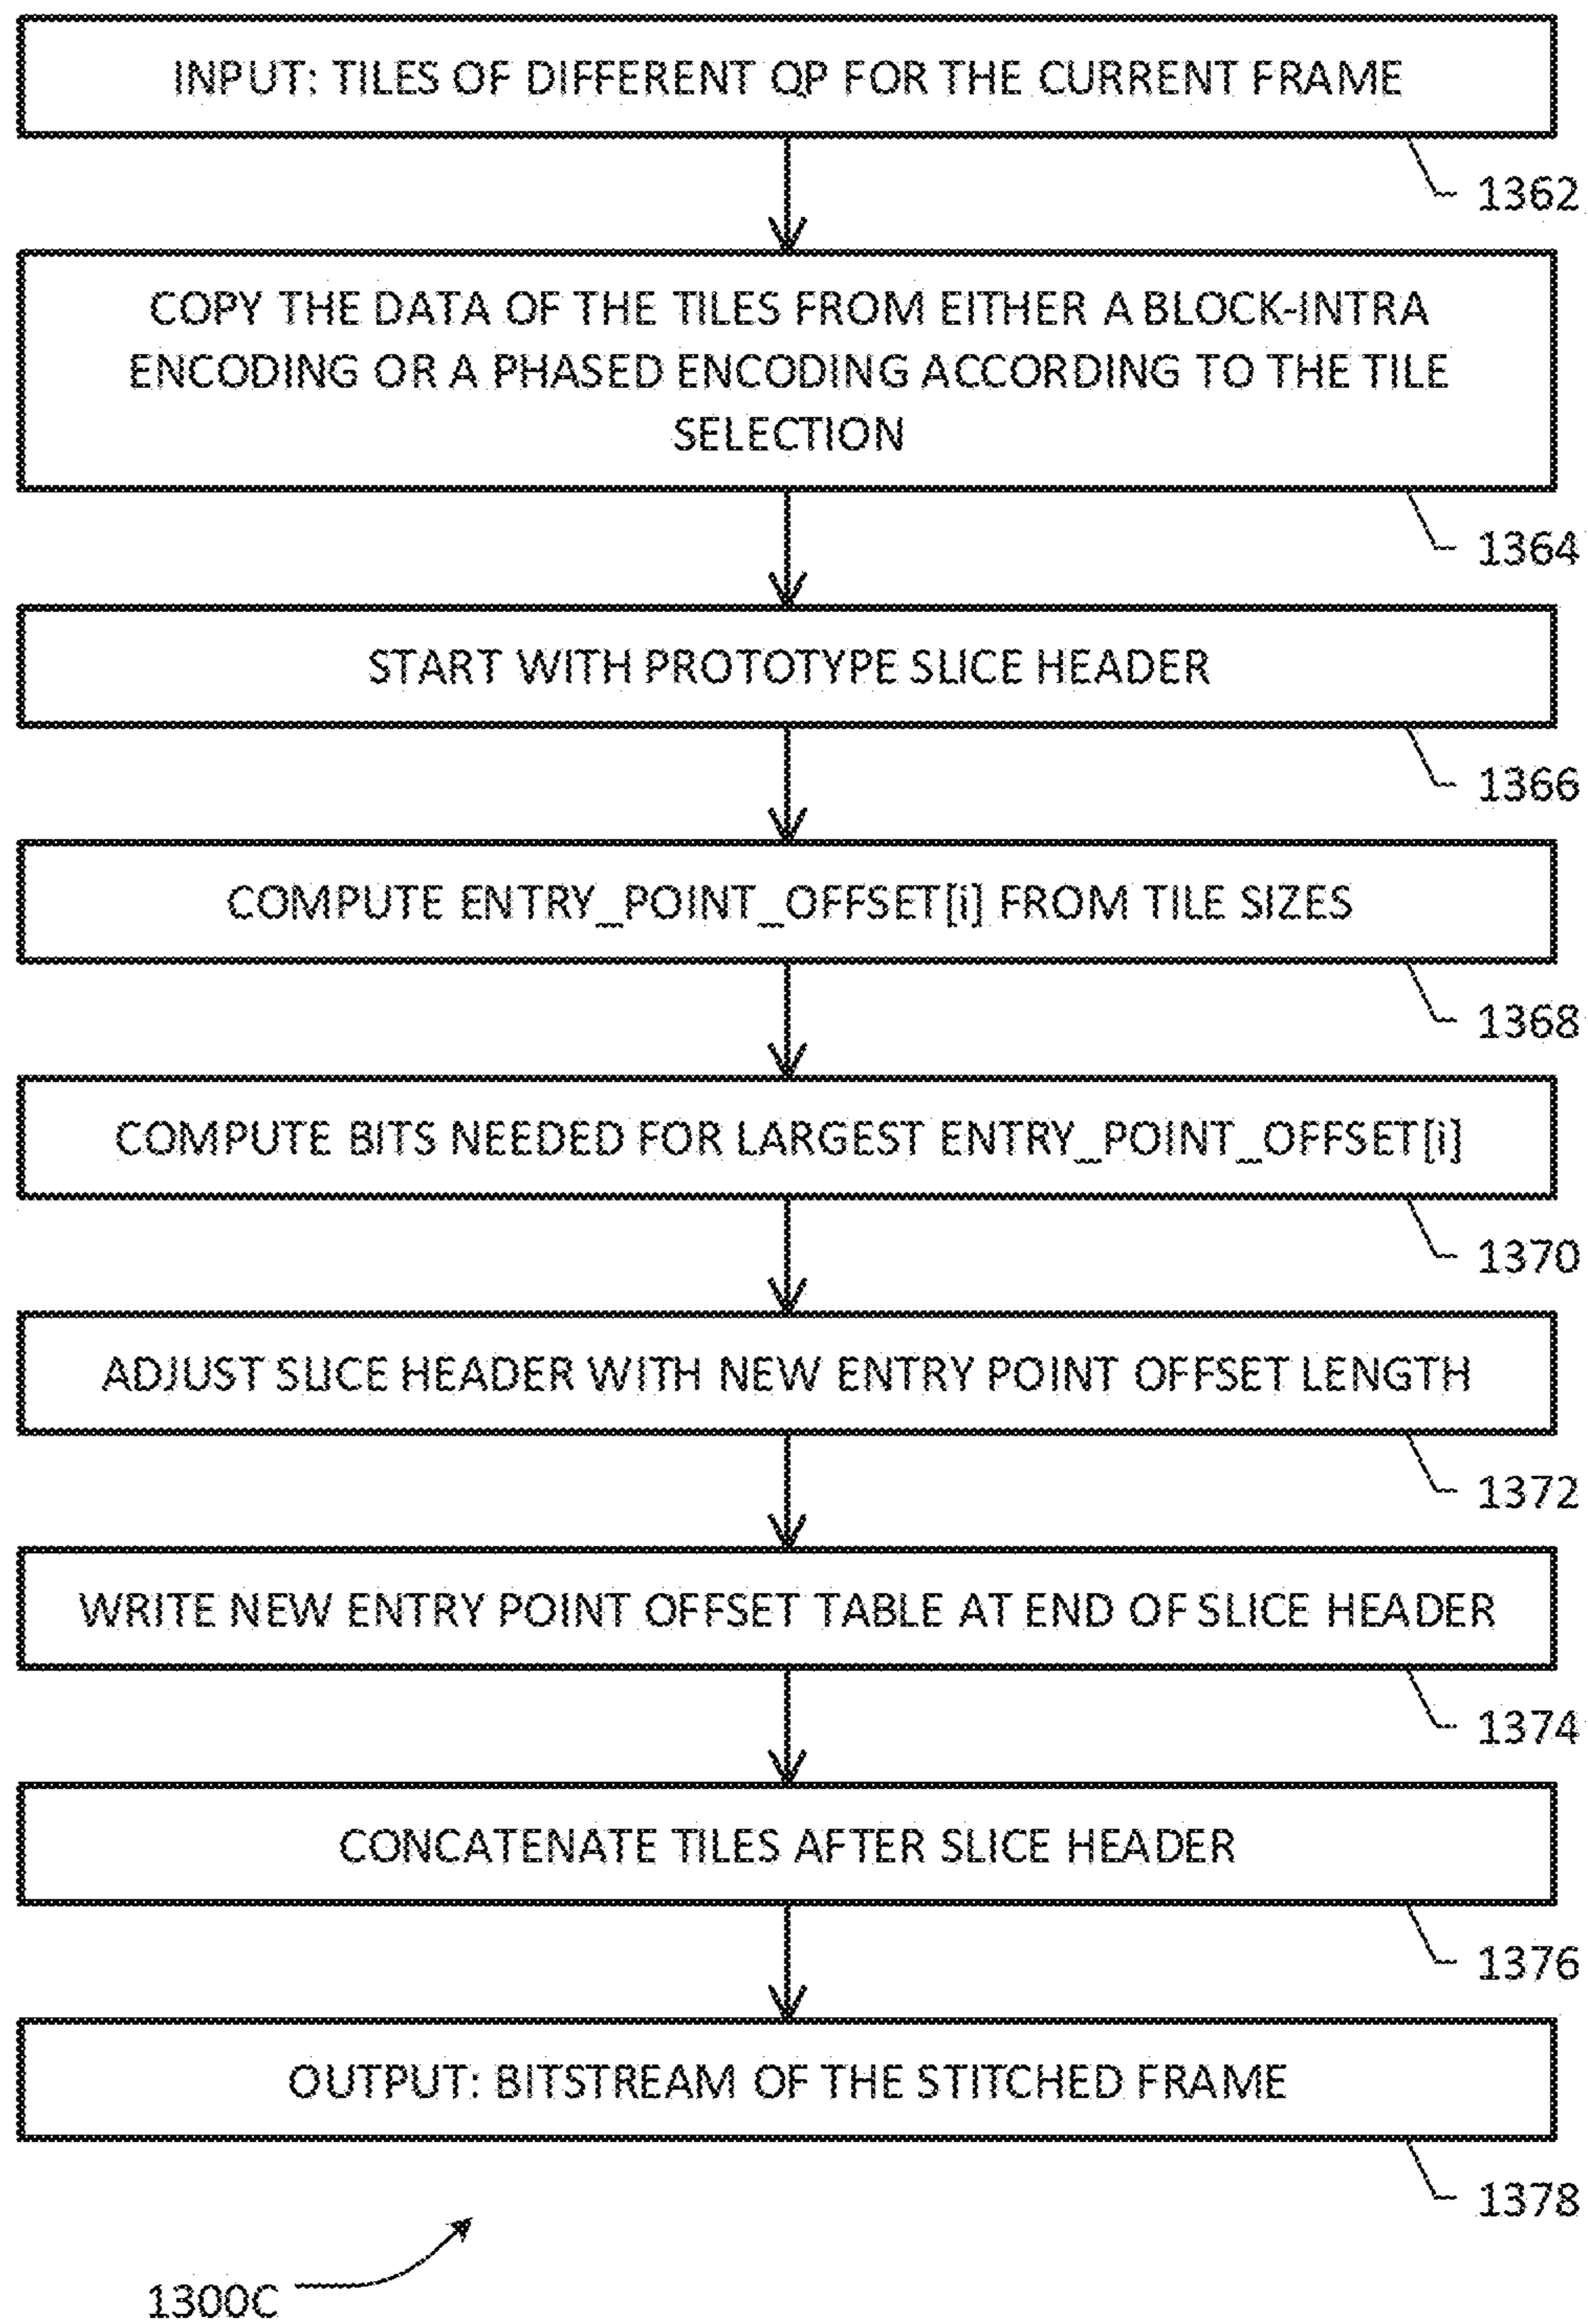 INPUT: TILES OF DIFFERENT QP FOR THE CURRENT FRAME
1362
COPY THE DATA OF THE TILES FROM EITHER A BLOCK-INTRA
ENCODING OR A PHASED ENCODING ACCORDING TO THE TILE
SELECTION
1364
START WITH PROTOTYPE SLICE HEADER
1366
COMPUTE ENTRY_POINT_OFFSET[i] FROM TILE SIZES
1368
COMPUTE BITS NEEDED FOR LARGEST ENTRY_POINT_OFFSET[i]
1370
ADJUST SLICE HEADER WITH NEW ENTRY POINT OFFSET LENGTH
1372
WRITE NEW ENTRY POINT OFFSET TABLE AT END OF SLICE HEADER
1374
CONCATENATE TILES AFTER SLICE HEADER
1376
OUTPUT: BITSTREAM OF THE STITCHED FRAME
1378
1300C